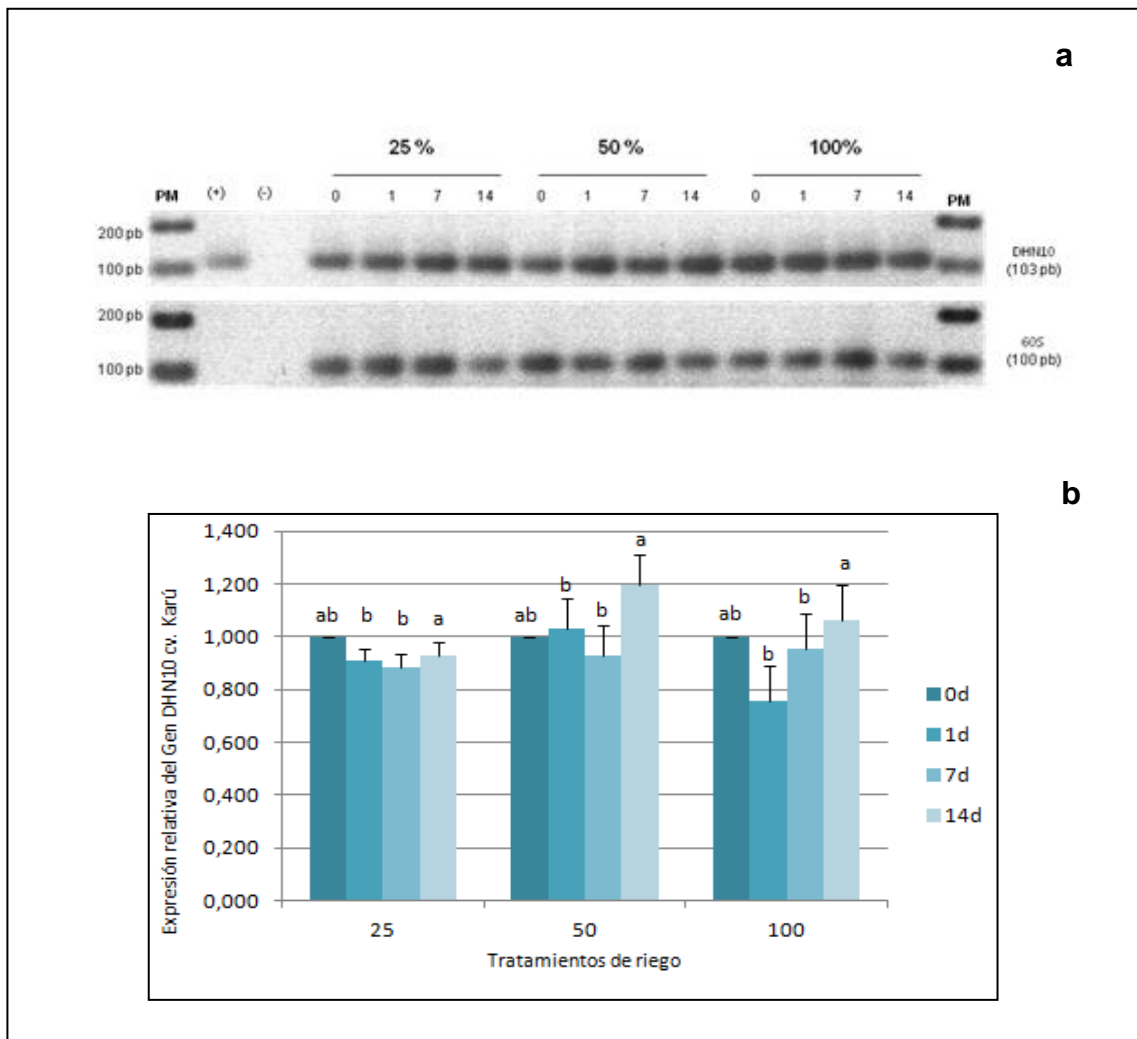 a
25 % 50 % 100%
PM (+) (-) 0 1 7 14 0 1 7 14 0 1 7 14 PM
200 pb
100 pb
DHN10
(103 pb)
200 pb
100 pb
60S
(100 pb)
b
Expresión relativa del Gen DHN10 cv. Karú
1,400
1,200
1,000
0,800
0,600
0,400
0,200
0,000
ab b b a
ab b b a
ab b b a
25 50 100
Tratamientos de riego
0d
1d
7d
14d